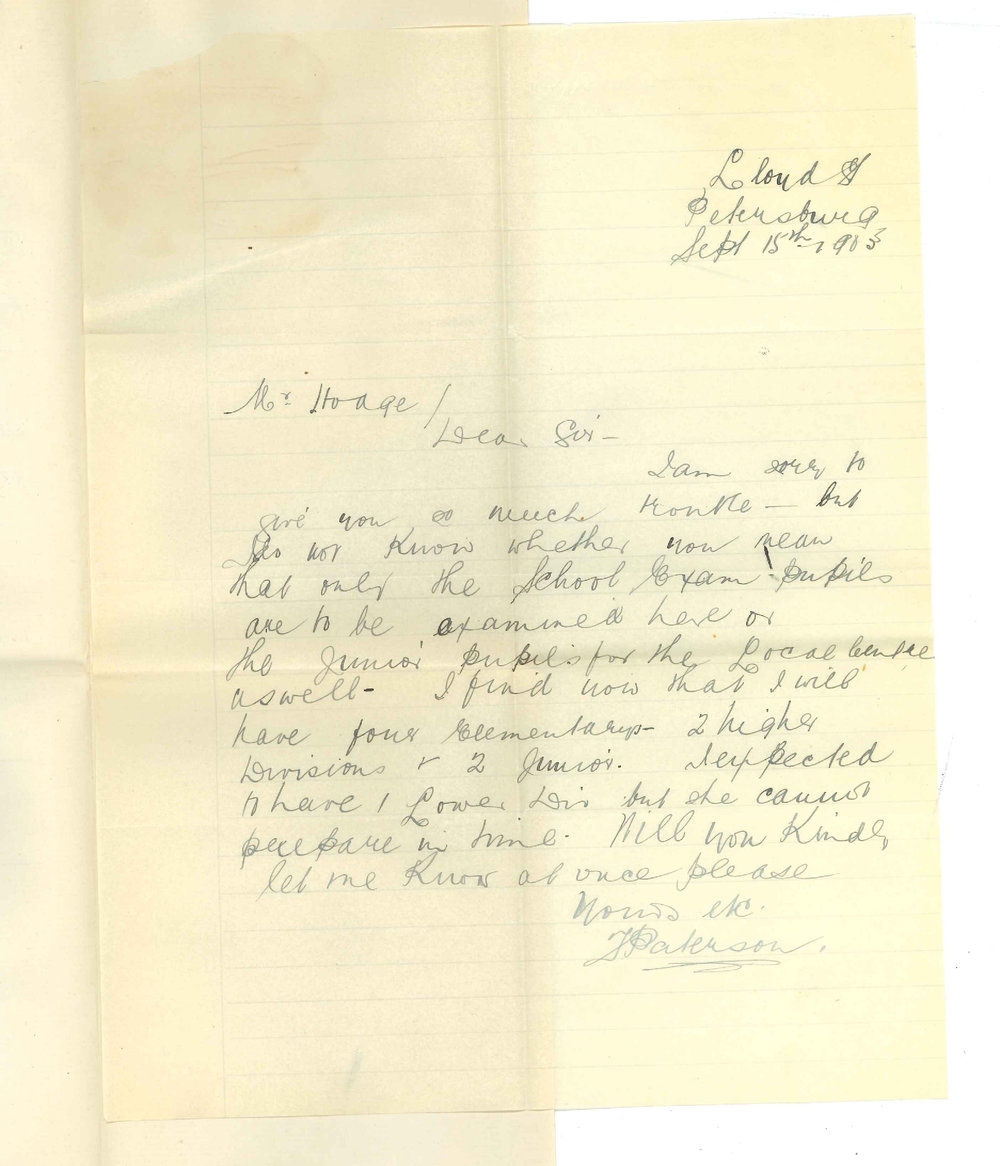 Lloyd St
Petersburg
Sept 15th 1903
Mr Hodge /
Dear Sir -
I am sorry to
give you so much trouble - but
I do not know whether you mean
that only the School Exam pupils
are to be examined here or
the Junior pupils for the Local Centre
as well - I find now that I will
have four Elementarys - 2 higher
Divisions & 2 Junior. I expected
to have 1 Lower Div but she cannot
prepare in time. Will you Kindly
let me Know at once please
Yours etc.
Paterson.